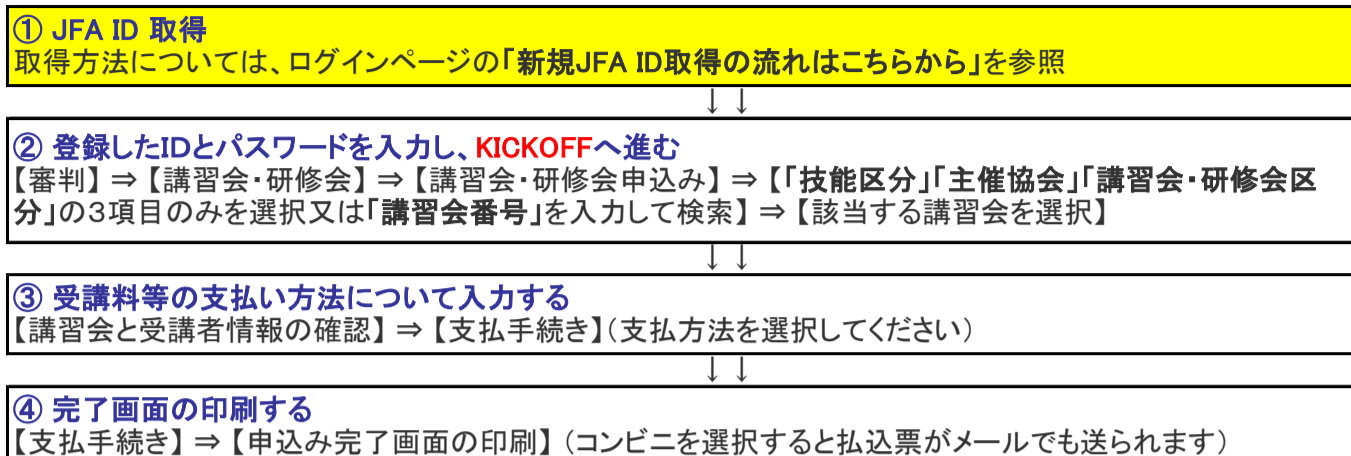 ① JFA ID 取得
取得方法については、ログインページの「新規JFA ID取得の流れはこちらから」を参照
↓ ↓
② 登録したIDとパスワードを入力し、KICKOFFへ進む
【審判】⇒【講習会・研修会】⇒【講習会・研修会申込み】⇒【「技能区分」「主催協会」「講習会・研修会区
分」の3項目のみを選択又は「講習会番号」を入力して検索】⇒【該当する講習会を選択】
↓ ↓
③ 受講料等の支払い方法について入力する
【講習会と受講者情報の確認】⇒【支払手続き】(支払方法を選択してください)
↓ ↓
④ 完了画面の印刷する
【支払手続き】⇒【申込み完了画面の印刷】(コンビニを選択すると払込票がメールでも送られます)